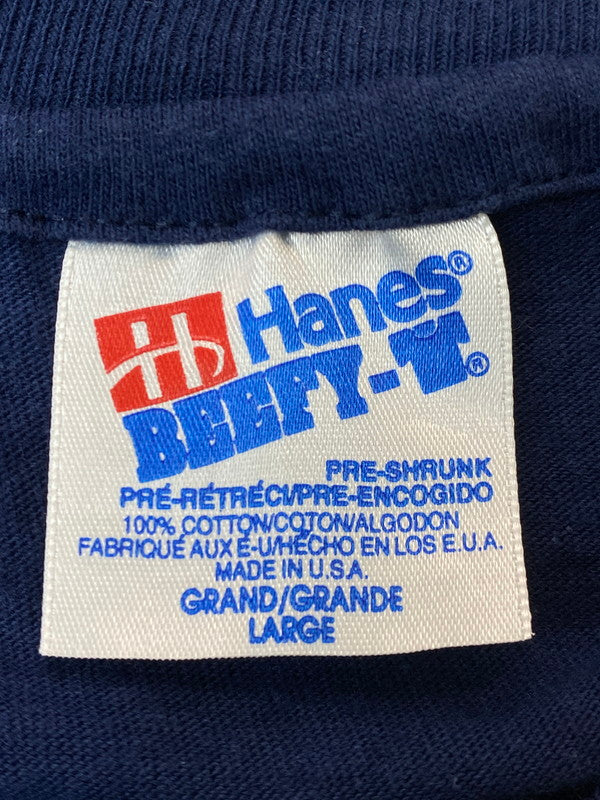 H Hanes®
BEEFY-T®
PRE-SHRUNK
PRÉ-RÉTRÉCI/PRE-ENCOGIDO
100% COTTON/COTON/ALGODON
FABRIQUÉ AUX É-U/HECHO EN LOS E.U.A.
MADE IN U.S.A.
GRAND/GRANDE
LARGE